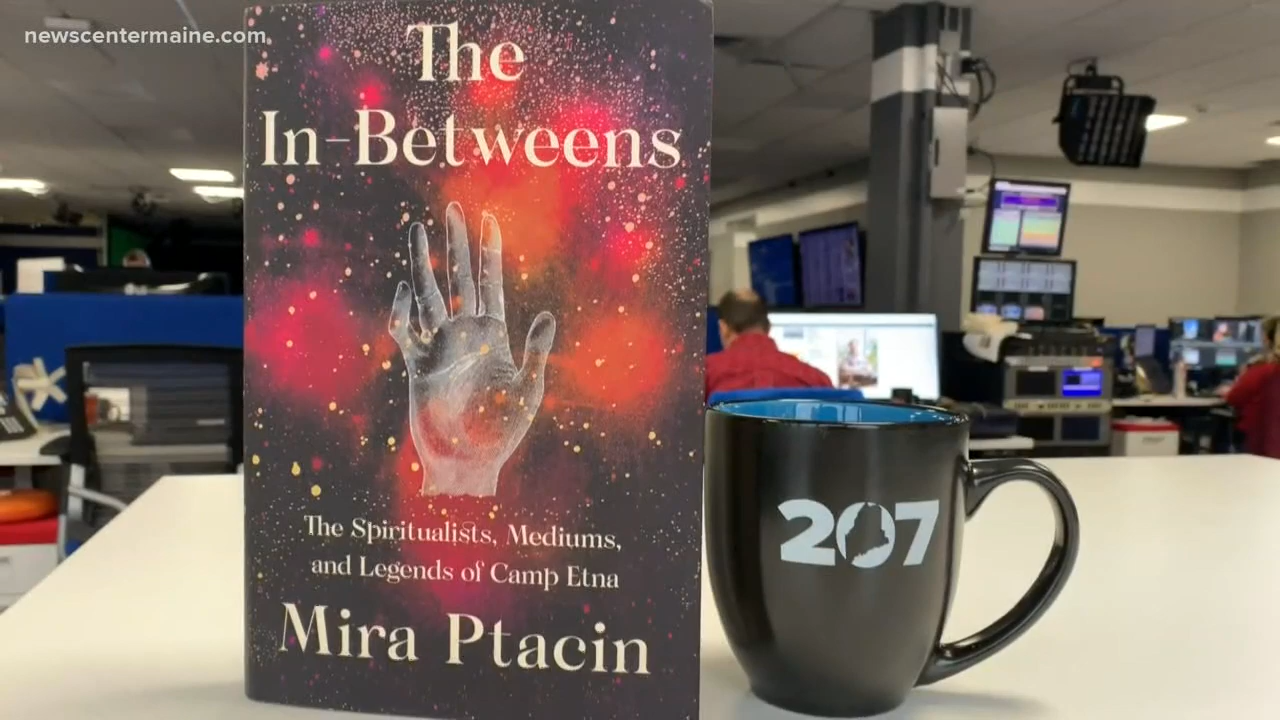 newscentermaine.com
The
In-Betweens
The Spiritualists, Mediums,
and Legends of Camp Etna
Mira Ptacin
207